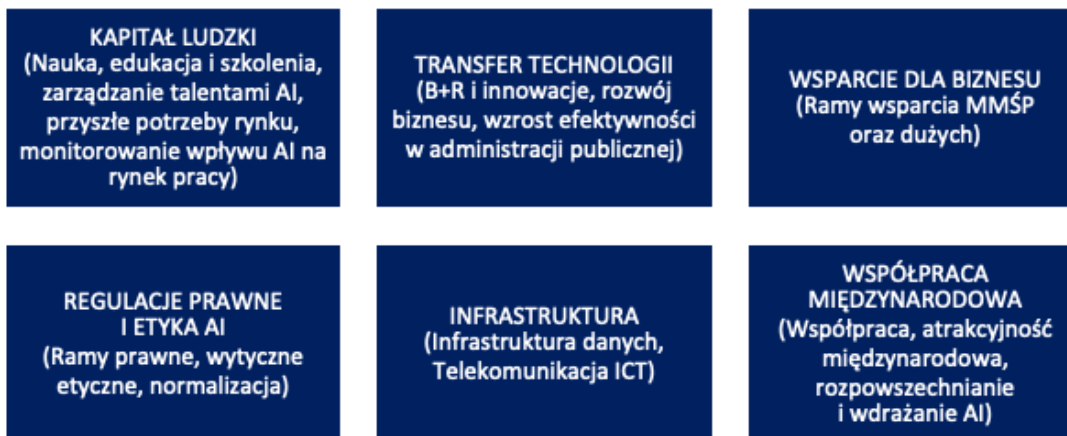 KAPITAŁ LUDZKI
(Nauka, edukacja i szkolenia,
zarządzanie talentami AI,
przyszłe potrzeby rynku,
monitorowanie wpływu AI na
rynek pracy)
TRANSFER TECHNOLOGII
(B+R i innowacje, rozwój
biznesu, wzrost efektywności
w administracji publicznej)
WSPARCIE DLA BIZNESU
(Ramy wsparcia MMŚP
oraz dużych)
REGULACJE PRAWNE
I ETYKA AI
(Ramy prawne, wytyczne
etyczne, normalizacja)
INFRASTRUKTURA
(Infrastruktura danych,
Telekomunikacja ICT)
WSPÓŁPRACA
MIĘDZYNARODOWA
(Współpraca, atrakcyjność
międzynarodowa,
rozpowszechnianie
i wdrażanie AI)